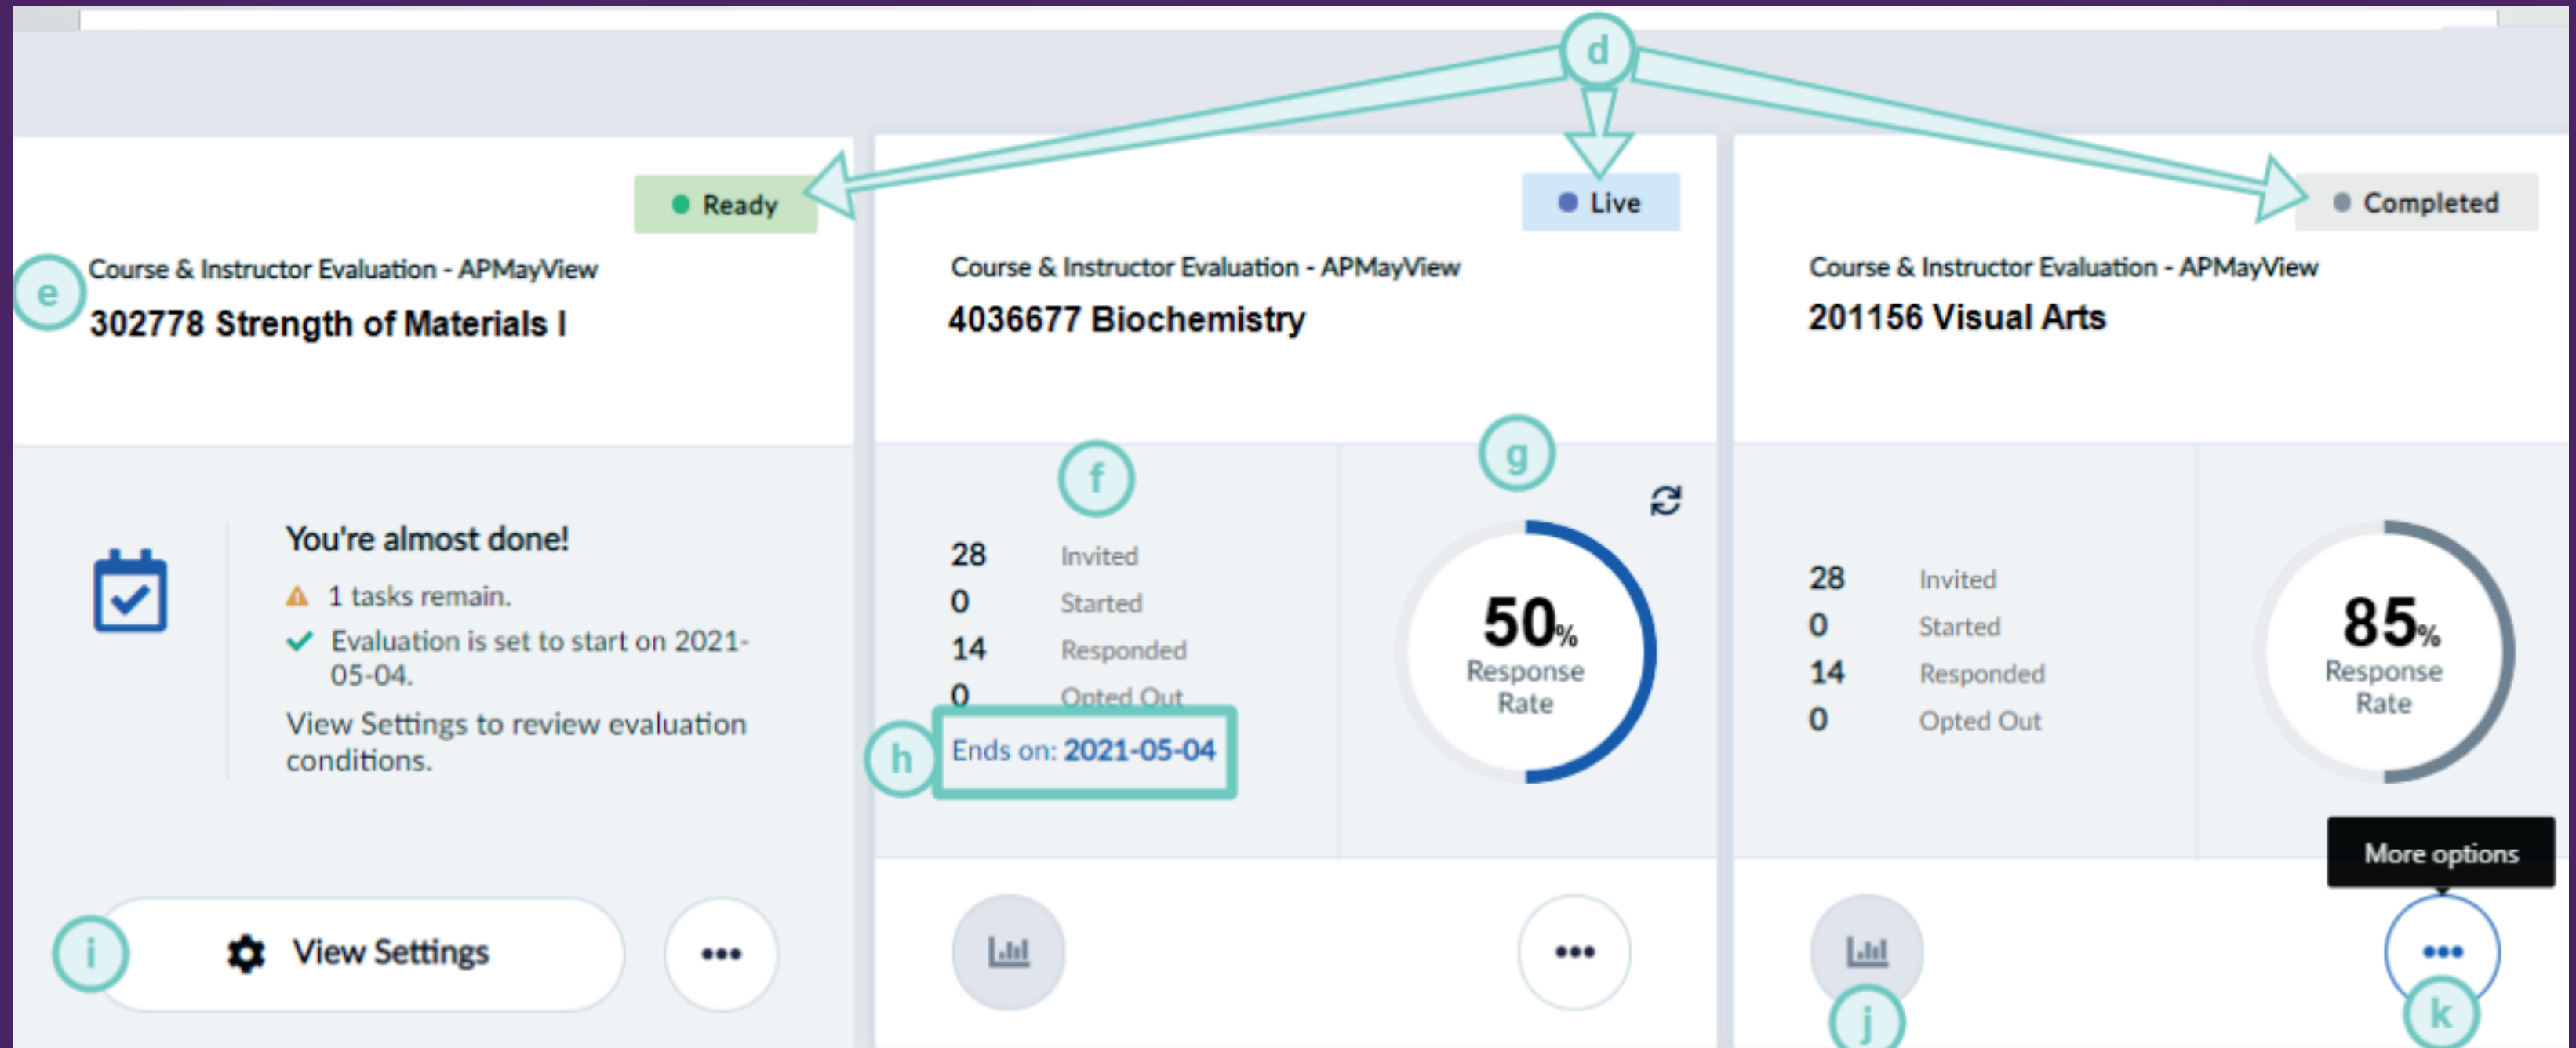 d
Ready
e
Course & Instructor Evaluation - APMayView
302778 Strength of Materials I
You're almost done!
1 tasks remain.
Evaluation is set to start on 2021-
05-04.
View Settings to review evaluation
conditions.
i
View Settings
Live
Course & Instructor Evaluation - APMayView
4036677 Biochemistry
f
28 Invited
0 Started
14 Responded
0 Opted Out
h
Ends on: 2021-05-04
g
50%
Response
Rate
Completed
Course & Instructor Evaluation - APMayView
201156 Visual Arts
28 Invited
0 Started
14 Responded
0 Opted Out
85%
Response
Rate
More options
j
k